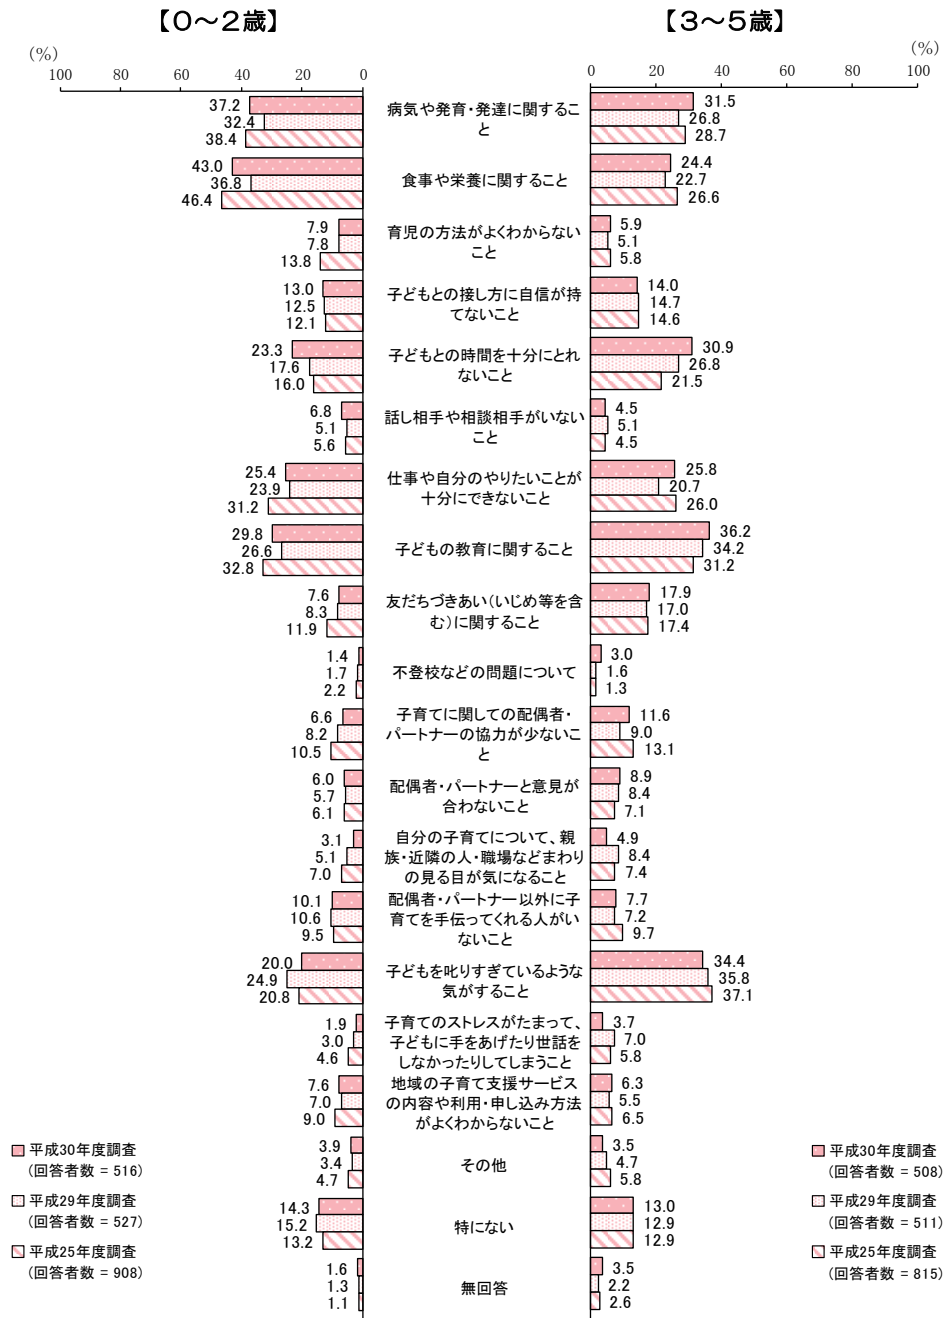 【０～２歳】
【３～５歳】
(%)
(%)
100 80 60 40 20 0
0 20 40 60 80 100
37.2
32.4
38.4
病気や発育・発達に関するこ
と
31.5
26.8
28.7
43.0
36.8
46.4
食事や栄養に関すること
24.4
22.7
26.6
7.9
7.8
13.8
育児の方法がよくわからない
こと
5.9
5.1
5.8
13.0
12.5
12.1
子どもとの接し方に自信が持
てないこと
14.0
14.7
14.6
23.3
17.6
16.0
子どもとの時間を十分にとれ
ないこと
30.9
26.8
21.5
6.8
5.1
5.6
話し相手や相談相手がいない
こと
4.5
5.1
4.5
25.4
23.9
31.2
仕事や自分のやりたいことが
十分にできないこと
25.8
20.7
26.0
29.8
26.6
32.8
子どもの教育に関すること
36.2
34.2
31.2
7.6
8.3
11.9
友だちづきあい（いじめ等を含
む）に関すること
17.9
17.0
17.4
1.4
1.7
2.2
不登校などの問題について
3.0
1.6
1.3
6.6
8.2
10.5
子育てに関しての配偶者・
パートナーの協力が少ないこ
と
11.6
9.0
13.1
6.0
5.7
6.1
配偶者・パートナーと意見が
合わないこと
8.9
8.4
7.1
3.1
5.1
7.0
自分の子育てについて、親
族・近隣の人・職場などまわり
の見る目が気になること
4.9
8.4
7.4
10.1
10.6
9.5
配偶者・パートナー以外に子
育てを手伝ってくれる人がい
ないこと
7.7
7.2
9.7
20.0
24.9
20.8
子どもを叱りすぎているような
気がすること
34.4
35.8
37.1
1.9
3.0
4.6
子育てのストレスがたまって、
子どもに手をあげたり世話を
しなかったりしてしまうこと
3.7
7.0
5.8
7.6
7.0
9.0
地域の子育て支援サービス
の内容や利用・申し込み方法
がよくわからないこと
6.3
5.5
6.5
3.9
3.4
4.7
その他
3.5
4.7
5.8
14.3
15.2
13.2
特にない
13.0
12.9
12.9
1.6
1.3
1.1
無回答
3.5
2.2
2.6
平成30年度調査
(回答者数 = 516)
平成29年度調査
(回答者数 = 527)
平成25年度調査
(回答者数 = 908)
平成30年度調査
(回答者数 = 508)
平成29年度調査
(回答者数 = 511)
平成25年度調査
(回答者数 = 815)